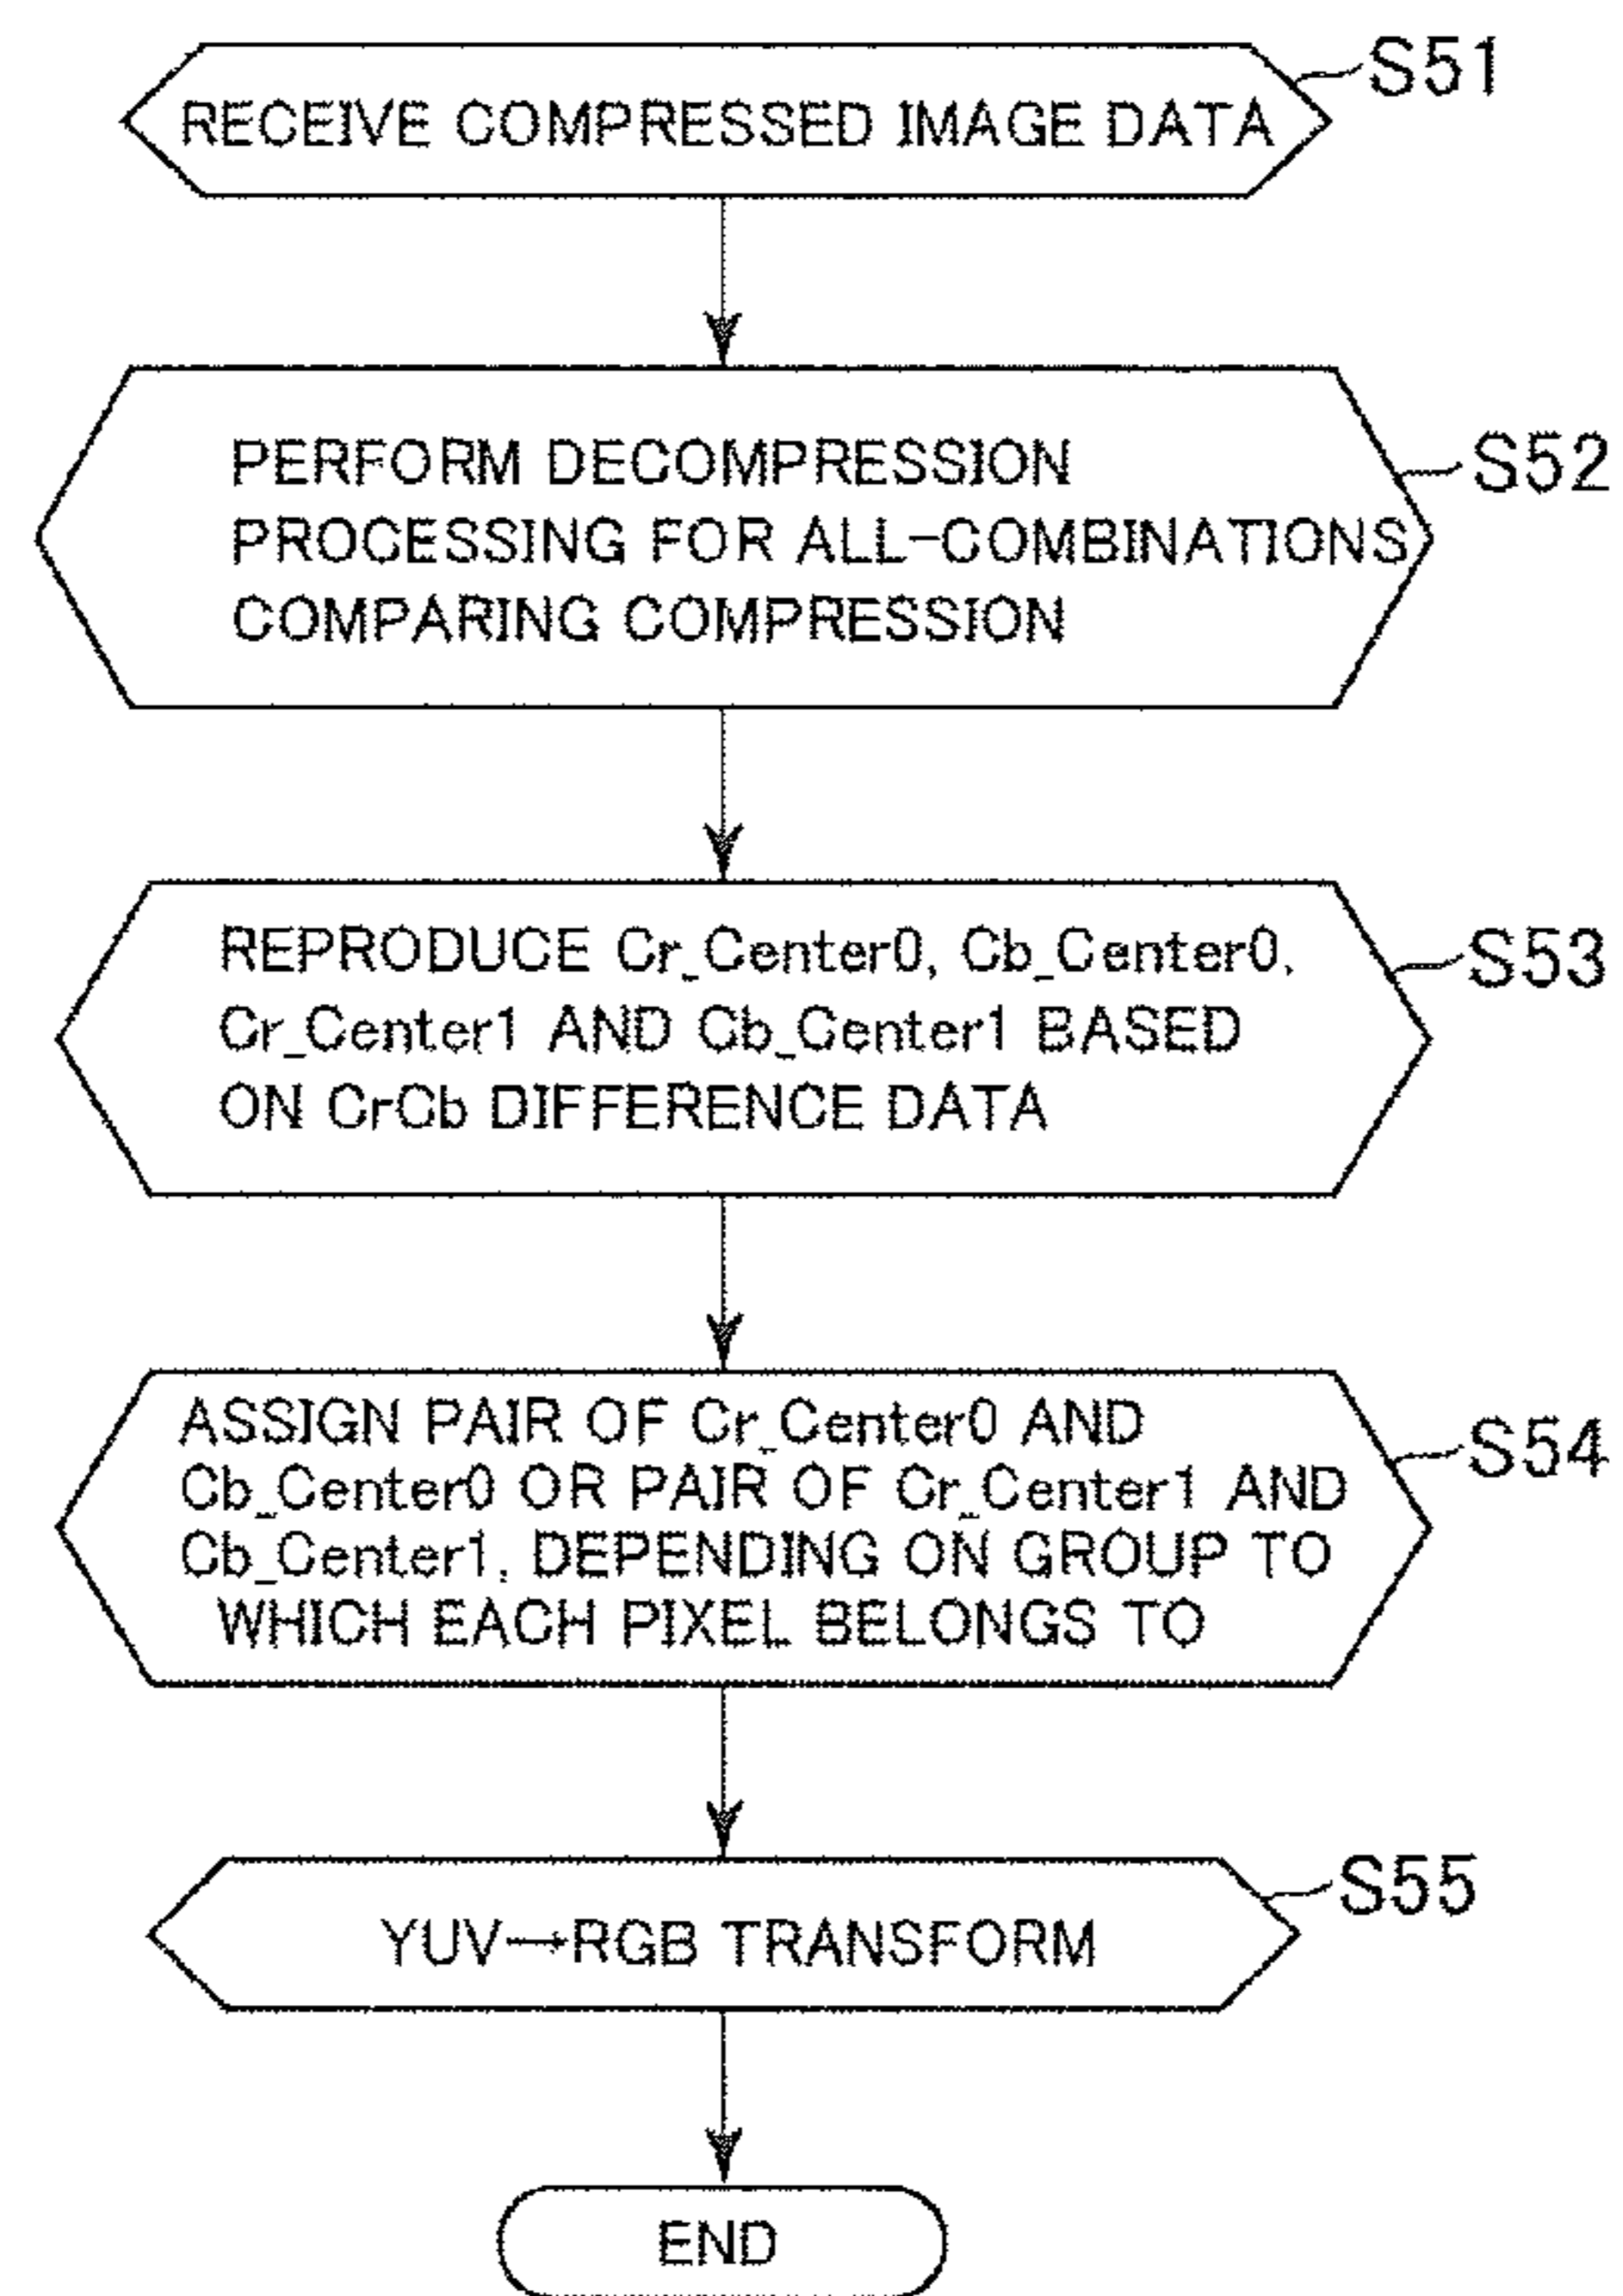 S51
RECEIVE COMPRESSED IMAGE DATA
S52
PERFORM DECOMPRESSION
PROCESSING FOR ALL-COMBINATIONS
COMPARING COMPRESSION
S53
REPRODUCE Cr_Center0, Cb_Center0,
Cr_Center1 AND Cb_Center1 BASED
ON CrCb DIFFERENCE DATA
S54
ASSIGN PAIR OF Cr_Center0 AND
Cb_Center0 OR PAIR OF Cr_Center1 AND
Cb_Center1, DEPENDING ON GROUP TO
WHICH EACH PIXEL BELONGS TO
S55
YUV→RGB TRANSFORM
END